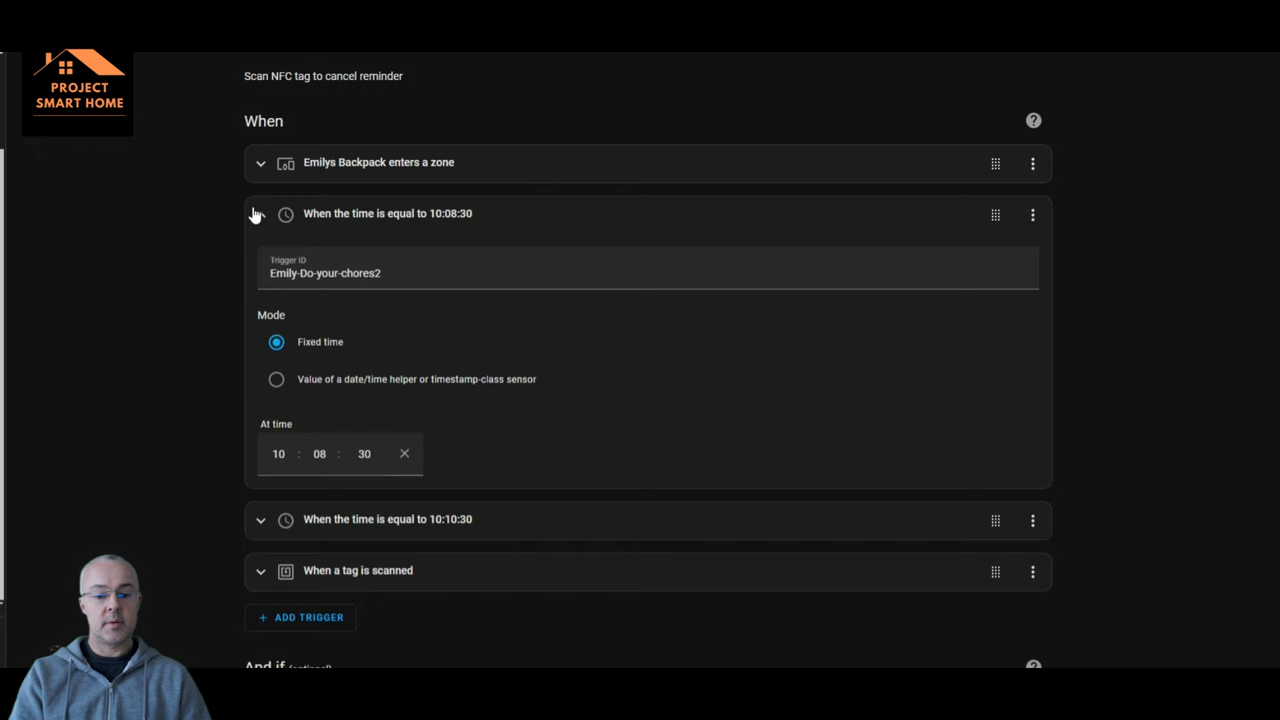 PROJECT
SMART HOME
Scan NFC tag to cancel reminder
When
Emilys Backpack enters a zone
When the time is equal to 10:08:30
Trigger ID
Emily-Do-your-chores2
Mode
Fixed time
Value of a date/time helper or timestamp-class sensor
At time
10 : 08 : 30
When the time is equal to 10:10:30
When a tag is scanned
+ ADD TRIGGER
And if (optional)